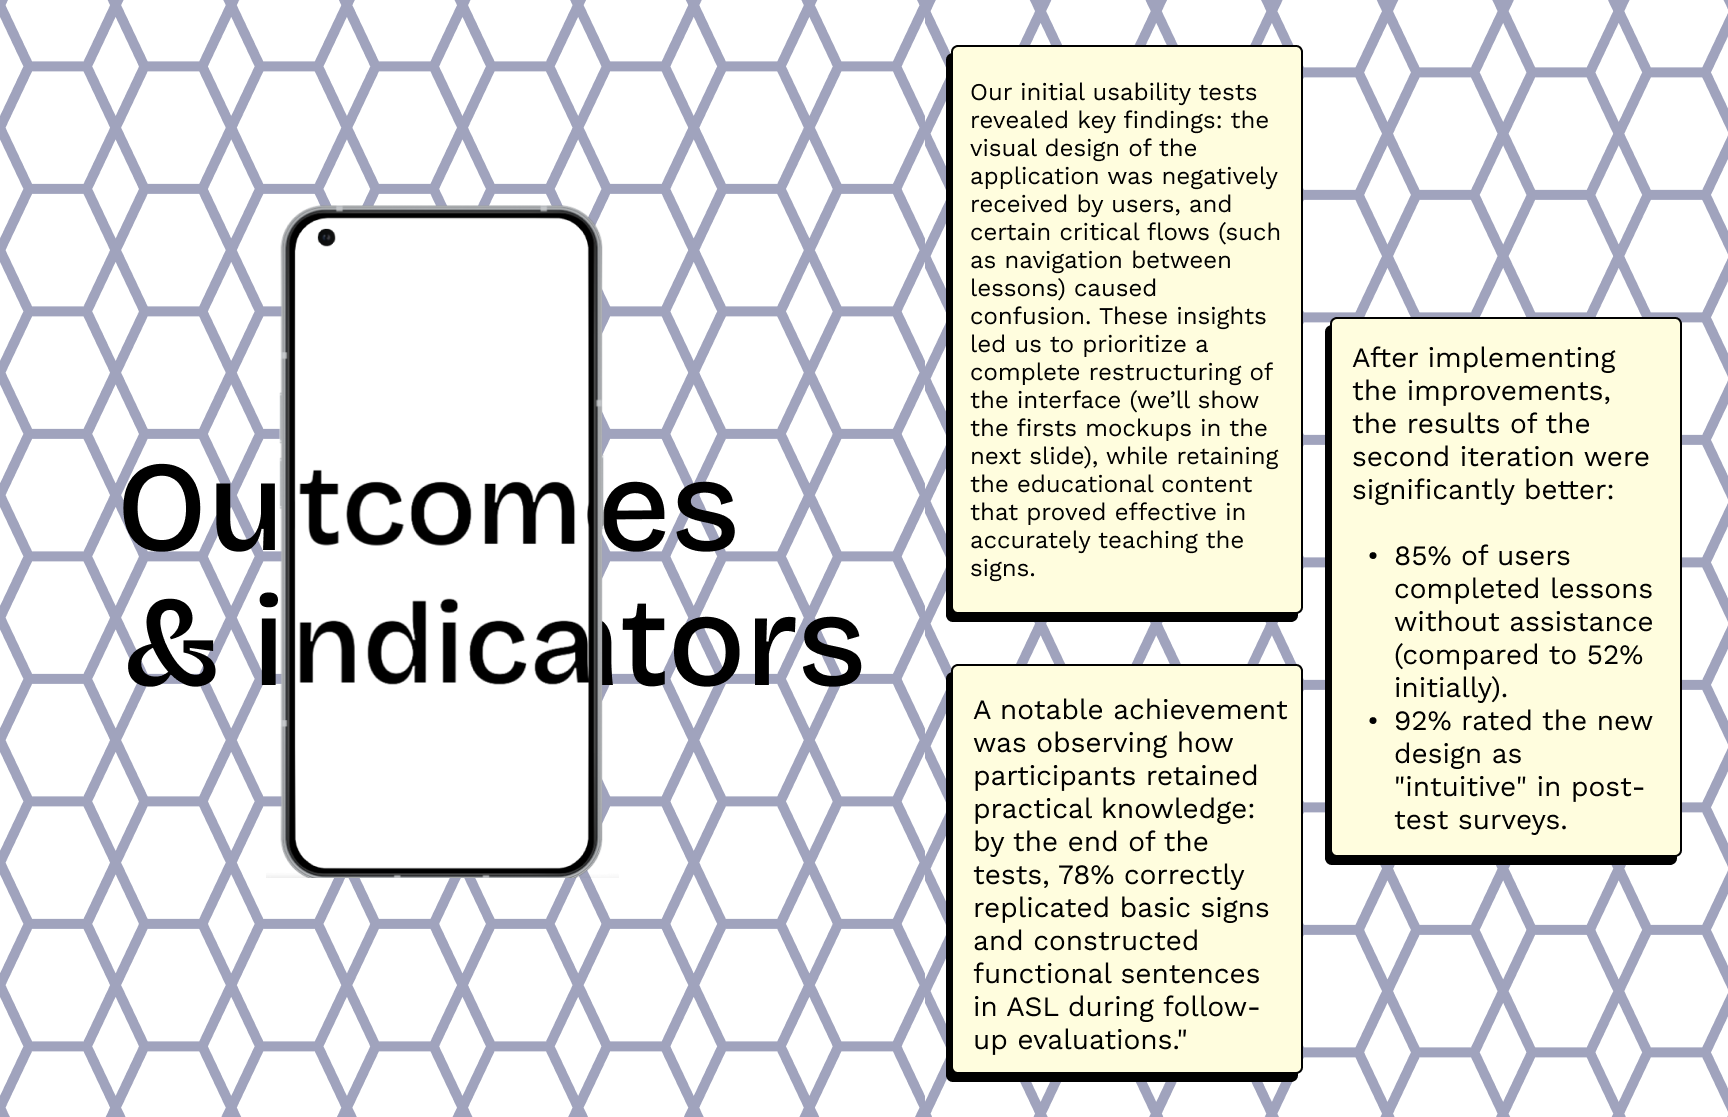 Outcomes
& indicators
Our initial usability tests
revealed key findings: the
visual design of the
application was negatively
received by users, and
certain critical flows (such
as navigation between
lessons) caused
confusion. These insights
led us to prioritize a
complete restructuring of
the interface (we’ll show
the firsts mockups in the
next slide), while retaining
the educational content
that proved effective in
accurately teaching the
signs.
After implementing
the improvements,
the results of the
second iteration were
significantly better:
• 85% of users
completed lessons
without assistance
(compared to 52%
initially).
• 92% rated the new
design as
"intuitive" in post-
test surveys.
A notable achievement
was observing how
participants retained
practical knowledge:
by the end of the
tests, 78% correctly
replicated basic signs
and constructed
functional sentences
in ASL during follow-
up evaluations."